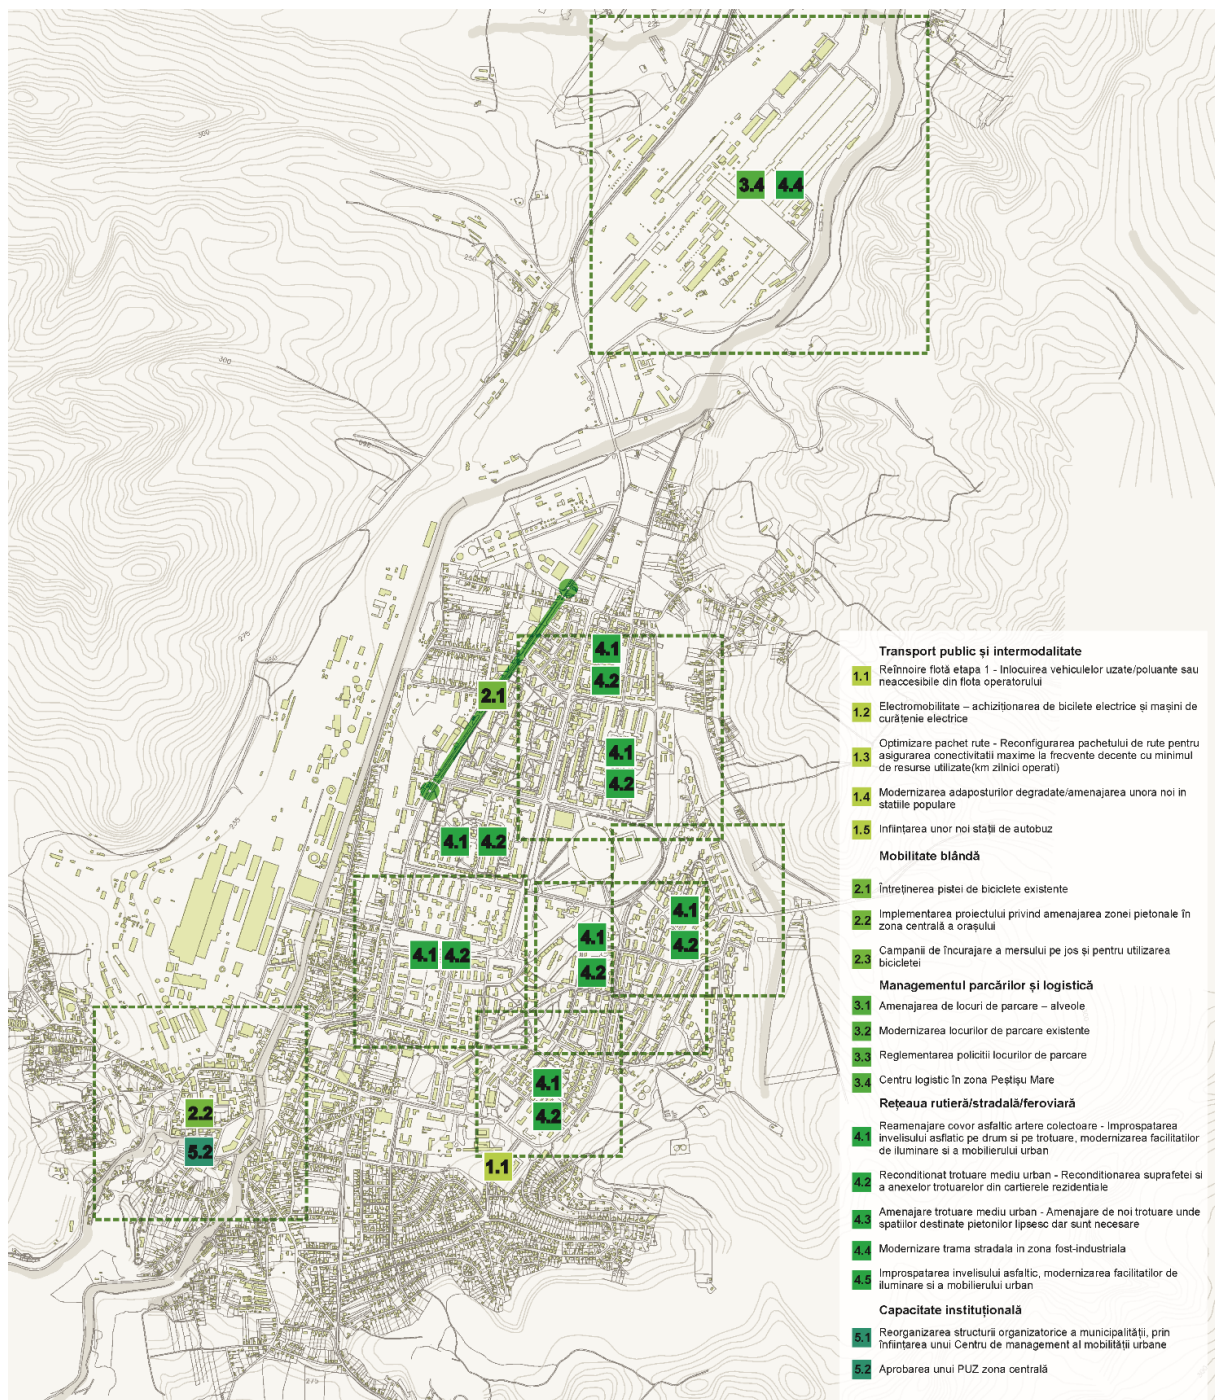 225
300
3.4
4.4
250
300
260
275
235
4.1
4.2
2.1
4.1
4.2
4.1
4.2
4.1
4.2
4.1
4.2
4.1
4.2
4.1
4.2
2.2
5.2
1.1
275
Transport public și intermodalitate
1.1 Reînnoire flotă etapa 1 - Inlocuirea vehiculelor uzate/poluante sau
neaccesibile din flota operatorului
1.2 Electromobilitate – achiziționarea de bicilete electrice și mașini de
curățenie electrice
1.3 Optimizare pachet rute - Reconfigurarea pachetului de rute pentru
asigurarea conectivitatii maxime la frecvente decente cu minimul
de resurse utilizate(km zilnici operati)
1.4 Modernizarea adaposturilor degradate/amenajarea unora noi in
statiile populare
1.5 Inființarea unor noi stații de autobuz
Mobilitate blândă
2.1 Întreținerea pistei de biciclete existente
2.2 Implementarea proiectului privind amenajarea zonei pietonale în
zona centrală a orașului
2.3 Campanii de încurajare a mersului pe jos și pentru utilizarea
bicicletei
Managementul parcărilor și logistică
3.1 Amenajarea de locuri de parcare – alveole
3.2 Modernizarea locurilor de parcare existente
3.3 Reglementarea policitii locurilor de parcare
3.4 Centru logistic în zona Peștișu Mare
Rețeaua rutieră/stradală/feroviară
4.1 Reamenajare covor asfaltic artere colectoare - Improspatarea
invelisului asflatic pe drum si pe trotuare, modernizarea facilitatilor
de iluminare si a mobilierului urban
4.2 Reconditionat trotuare mediu urban - Reconditionarea suprafetei si
a anexelor trotuarelor din cartierele rezidentiale
4.3 Amenajare trotuare mediu urban - Amenajare de noi trotuare unde
spatiilor destinate pietonilor lipsesc dar sunt necesare
4.4 Modernizare trama stradala in zona fost-industriala
4.5 Improspatarea invelisului asfaltic, modernizarea facilitatilor de
iluminare si a mobilierului urban
Capacitate instituțională
5.1 Reorganizarea structurii organizatorice a municipalității, prin
înființarea unui Centru de management al mobilității urbane
5.2 Aprobarea unui PUZ zona centrală